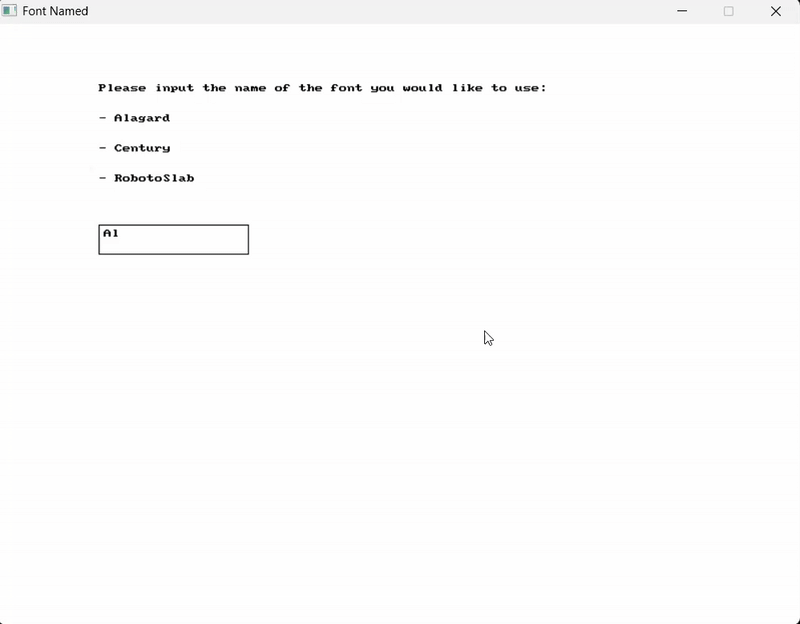 Font Named
Please input the name of the font you would like to use:
- Alagard
- Century
- RobotoSlab
Al